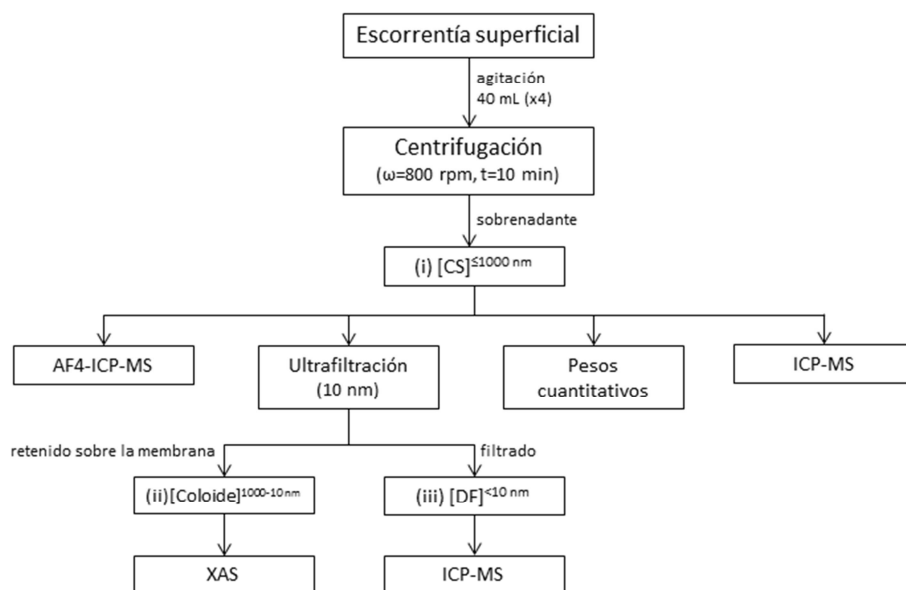 Escorrentía superficial
agitación
40 mL (x4)
Centrifugación
(ω=800 rpm, t=10 min)
sobrenadante
(i) [CS]≤1000 nm
AF4-ICP-MS
Ultrafiltración
(10 nm)
Pesos
cuantitativos
ICP-MS
retenido sobre la membrana
filtrado
(ii)[Coloide]1000-10 nm
(iii) [DF]<10 nm
XAS
ICP-MS